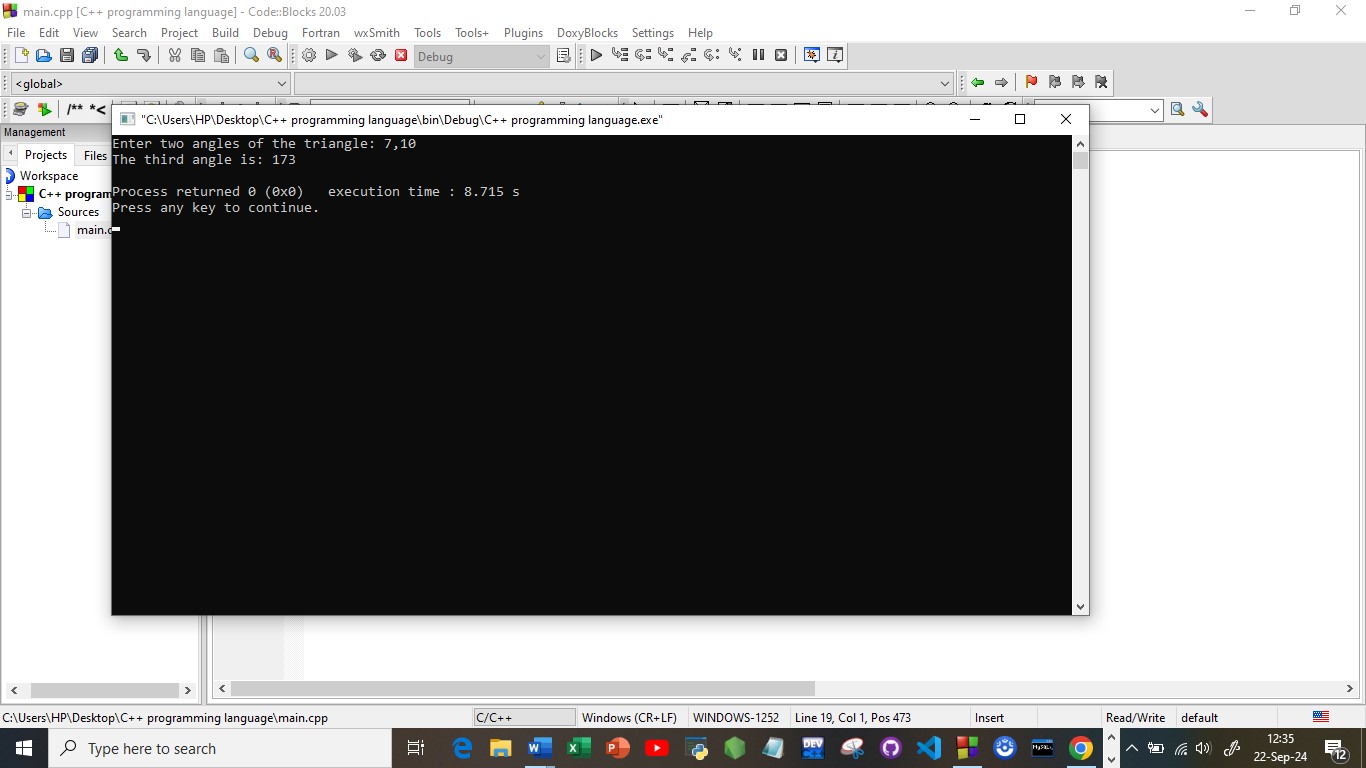 main.cpp [C++ programming language] - Code::Blocks 20.03
File Edit View Search Project Build Debug Fortran wxSmith Tools Tools+ Plugins DoxyBlocks Settings Help
Debug
<global>
/** *<
Management
Projects Files
Workspace
C++ program
Sources
main.c
"C:\Users\HP\Desktop\C++ programming language\bin\Debug\C++ programming language.exe"
Enter two angles of the triangle: 7,10
The third angle is: 173
Process returned 0 (0x0)   execution time : 8.715 s
Press any key to continue.
C:\Users\HP\Desktop\C++ programming language\main.cpp C/C++ Windows (CR+LF) WINDOWS-1252 Line 19, Col 1, Pos 473 Insert Read/Write default
Type here to search
DEV
MySQL
12:35
22-Sep-24
12